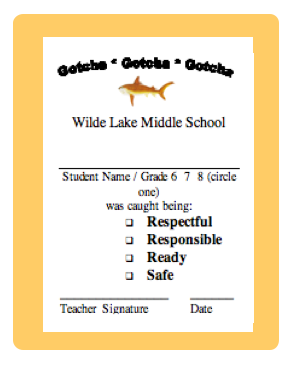 Gotcha * Gotcha * Gotcha
Wilde Lake Middle School
Student Name / Grade 6 7 8 (circle
one)
was caught being:
❑ Respectful
❑ Responsible
❑ Ready
❑ Safe
Teacher Signature Date